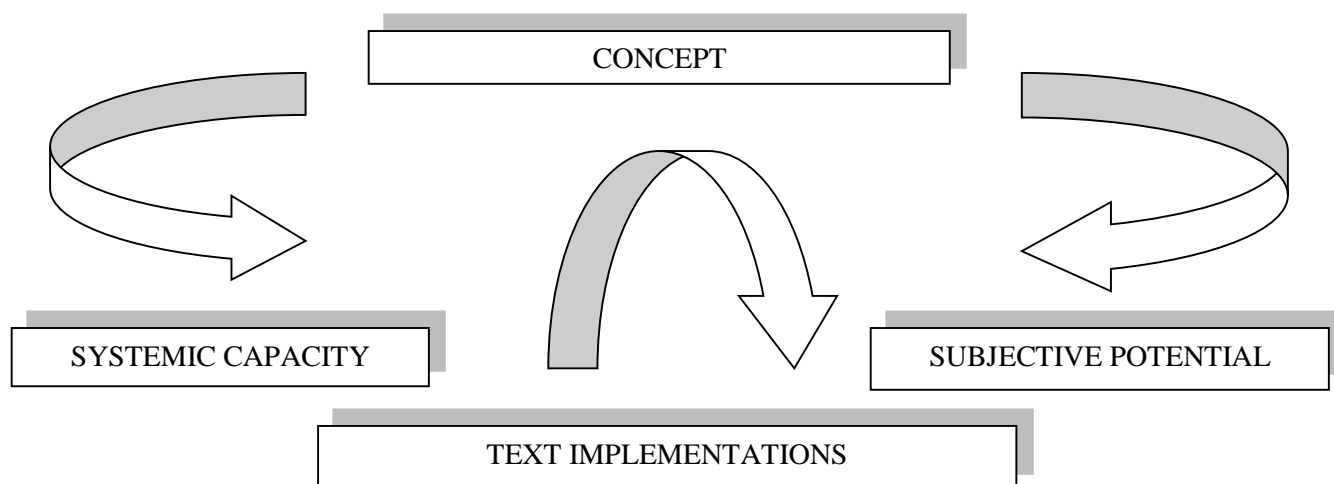 CONCEPT
SYSTEMIC CAPACITY
SUBJECTIVE POTENTIAL
TEXT IMPLEMENTATIONS